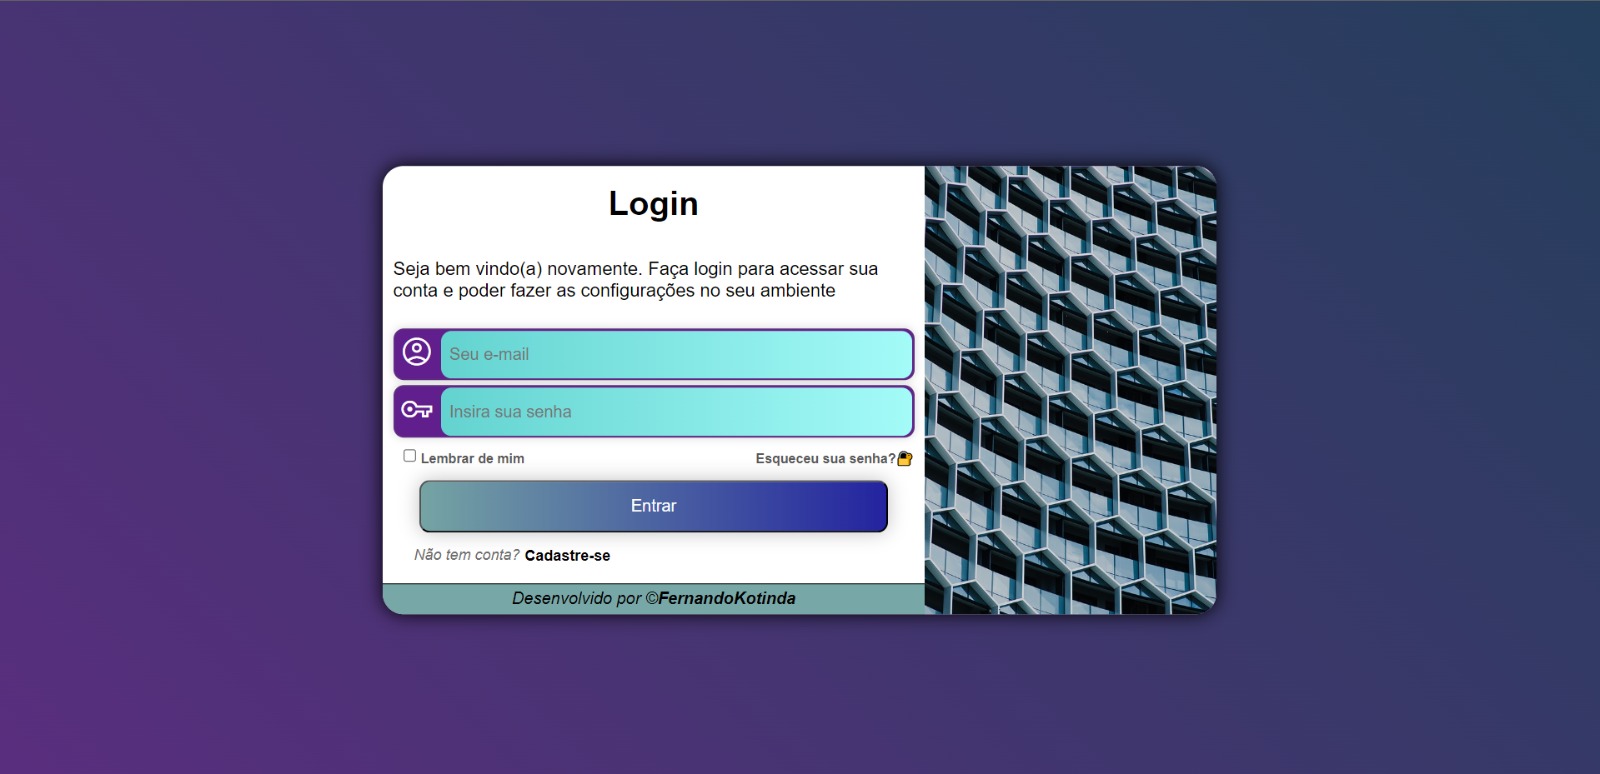 Login
Seja bem vindo(a) novamente. Faça login para acessar sua
conta e poder fazer as configurações no seu ambiente
Seu e-mail
Insira sua senha
Lembrar de mim
Esqueceu sua senha?
Entrar
Não tem conta? Cadastre-se
Desenvolvido por ©FernandoKotinda